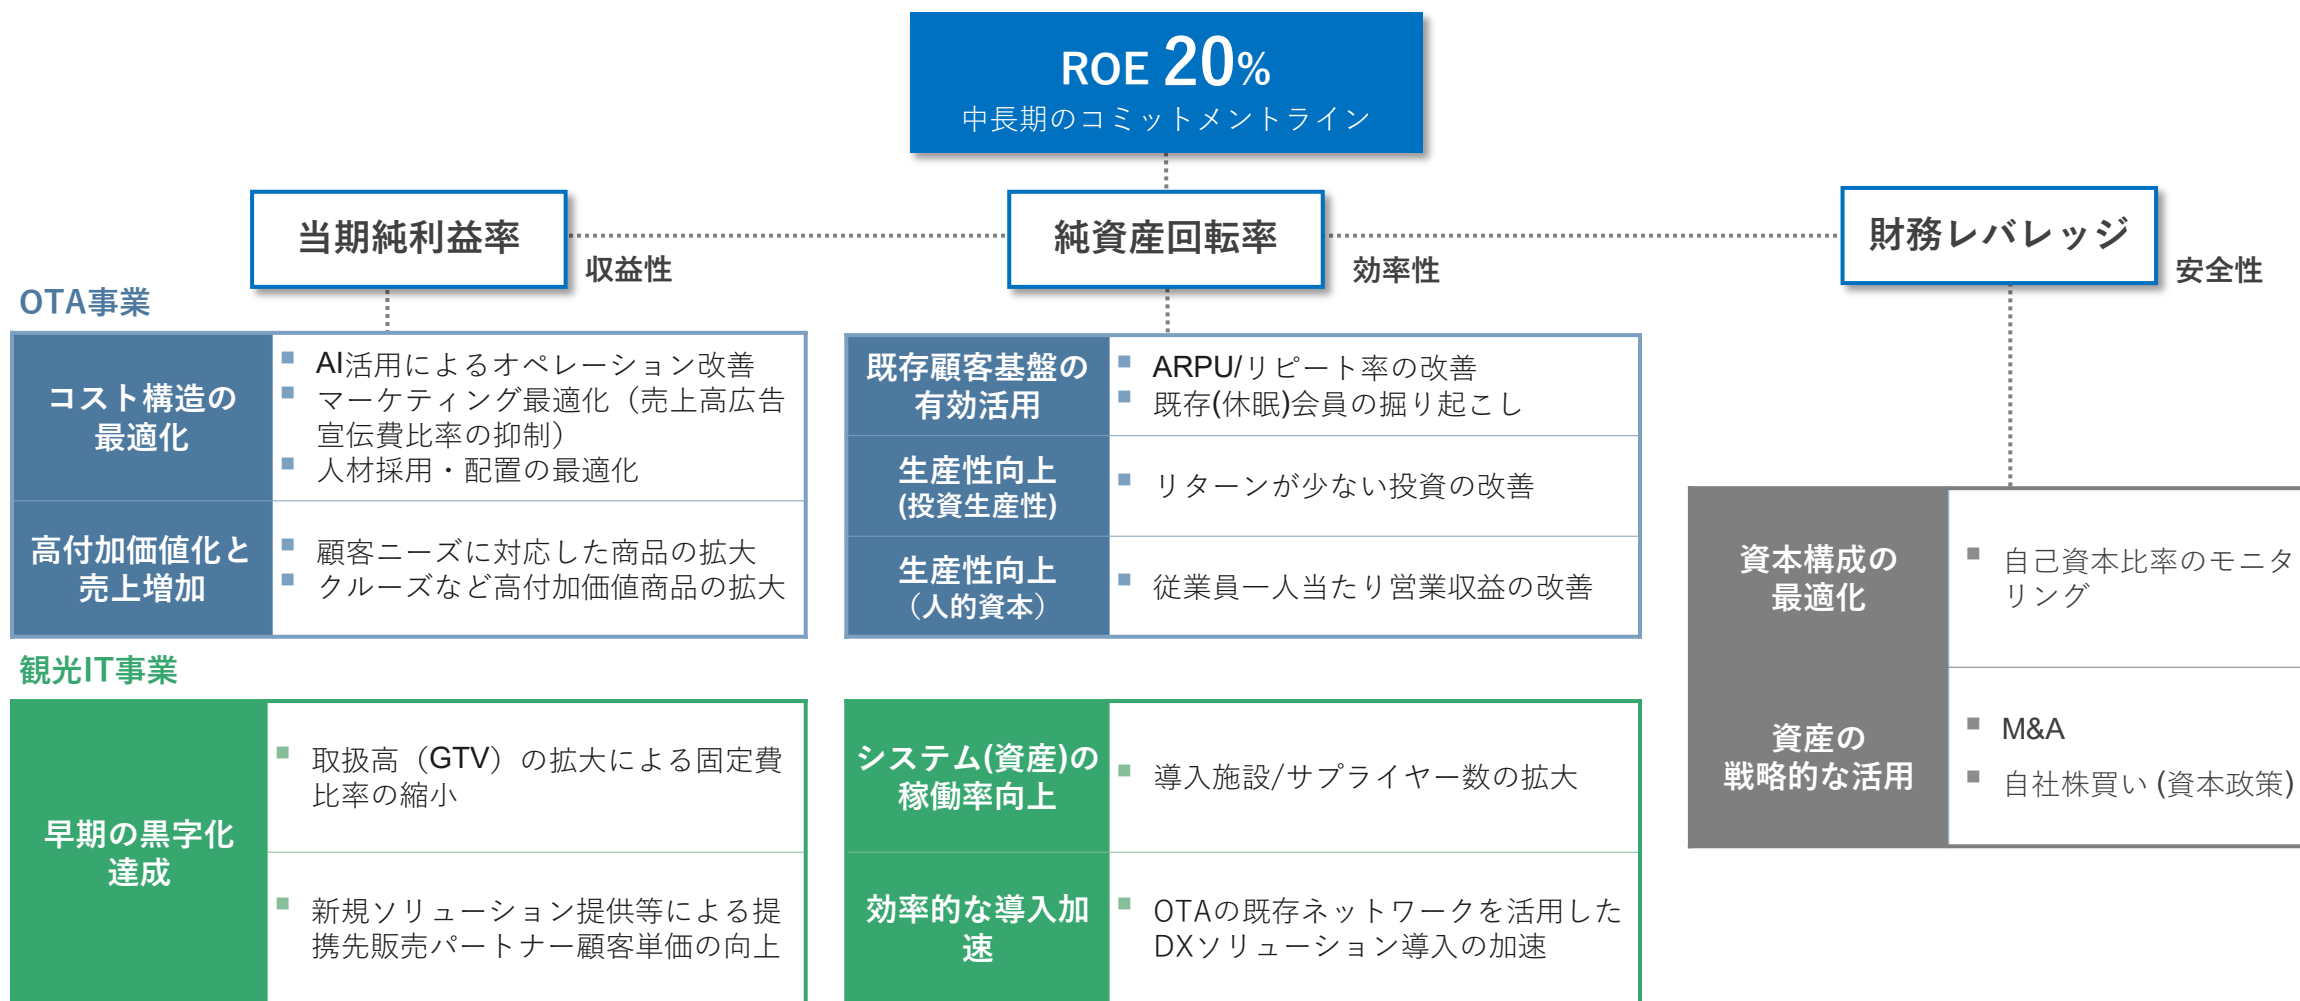 ROE 20%
中長期のコミットメントライン
当期純利益率
収益性
純資産回転率
効率性
財務レバレッジ
安全性
OTA事業
コスト構造の
最適化
AI活用によるオペレーション改善
マーケティング最適化（売上高広告
宣伝費比率の抑制）
人材採用・配置の最適化
高付加価値化と
売上増加
顧客ニーズに対応した商品の拡大
クルーズなど高付加価値商品の拡大
既存顧客基盤の
有効活用
ARPU/リピート率の改善
既存(休眠)会員の掘り起こし
生産性向上
(投資生産性)
リターンが少ない投資の改善
生産性向上
（人的資本）
従業員一人当たり営業収益の改善
観光IT事業
早期の黒字化
達成
取扱高（GTV）の拡大による固定費
比率の縮小
新規ソリューション提供等による提
携先販売パートナー顧客単価の向上
システム(資産)の
稼働率向上
導入施設/サプライヤー数の拡大
効率的な導入加
速
OTAの既存ネットワークを活用した
DXソリューション導入の加速
資本構成の
最適化
自己資本比率のモニタ
リング
資産の
戦略的な活用
M&A
自社株買い (資本政策)